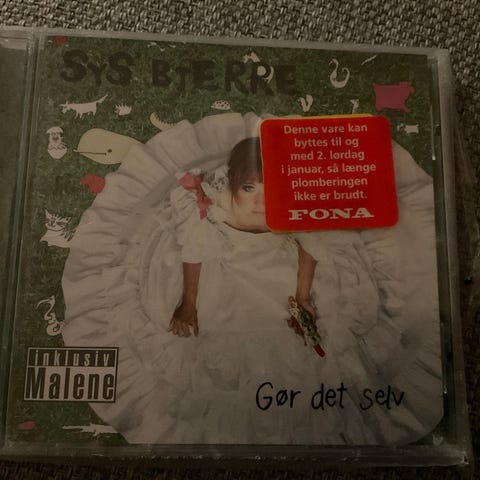 SYS BJERRE
Denne vare kan
byttes til og
med 2. lørdag
i januar, så længe
plomberingen
ikke er brudt.
FONA
inklusiv
Malene
Gør det selv